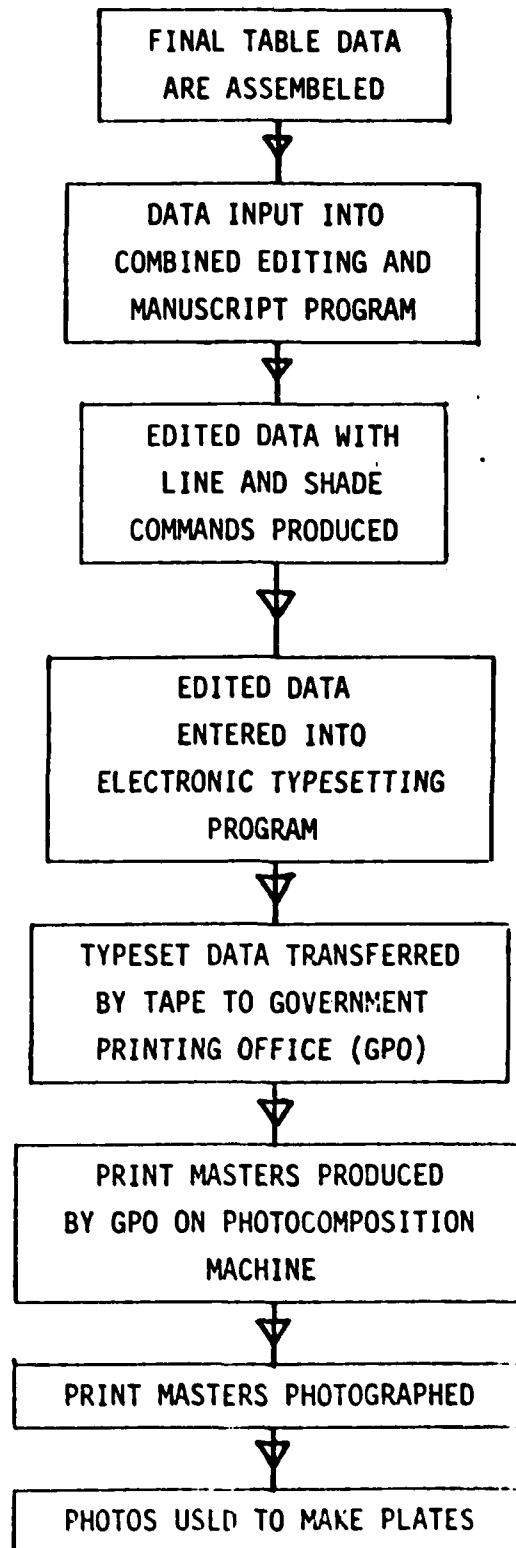 FINAL TABLE DATA
ARE ASSEMBELED
DATA INPUT INTO
COMBINED EDITING AND
MANUSCRIPT PROGRAM
EDITED DATA WITH
LINE AND SHADE
COMMANDS PRODUCED
EDITED DATA
ENTERED INTO
ELECTRONIC TYPESETTING
PROGRAM
TYPESET DATA TRANSFERRED
BY TAPE TO GOVERNMENT
PRINTING OFFICE (GPO)
PRINT MASTERS PRODUCED
BY GPO ON PHOTOCOMPOSITION
MACHINE
PRINT MASTERS PHOTOGRAPHED
PHOTOS USED TO MAKE PLATES